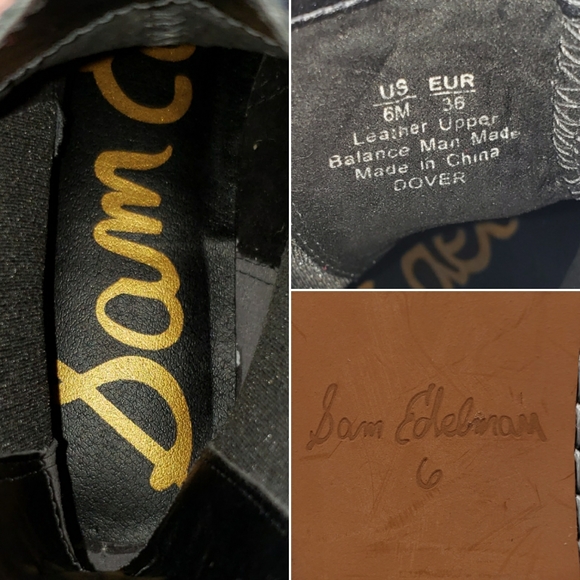 Sam
US EUR
6M 36
Leather Upper
Balance Man Made
Made in China
DOVER
Sam Edelman
6